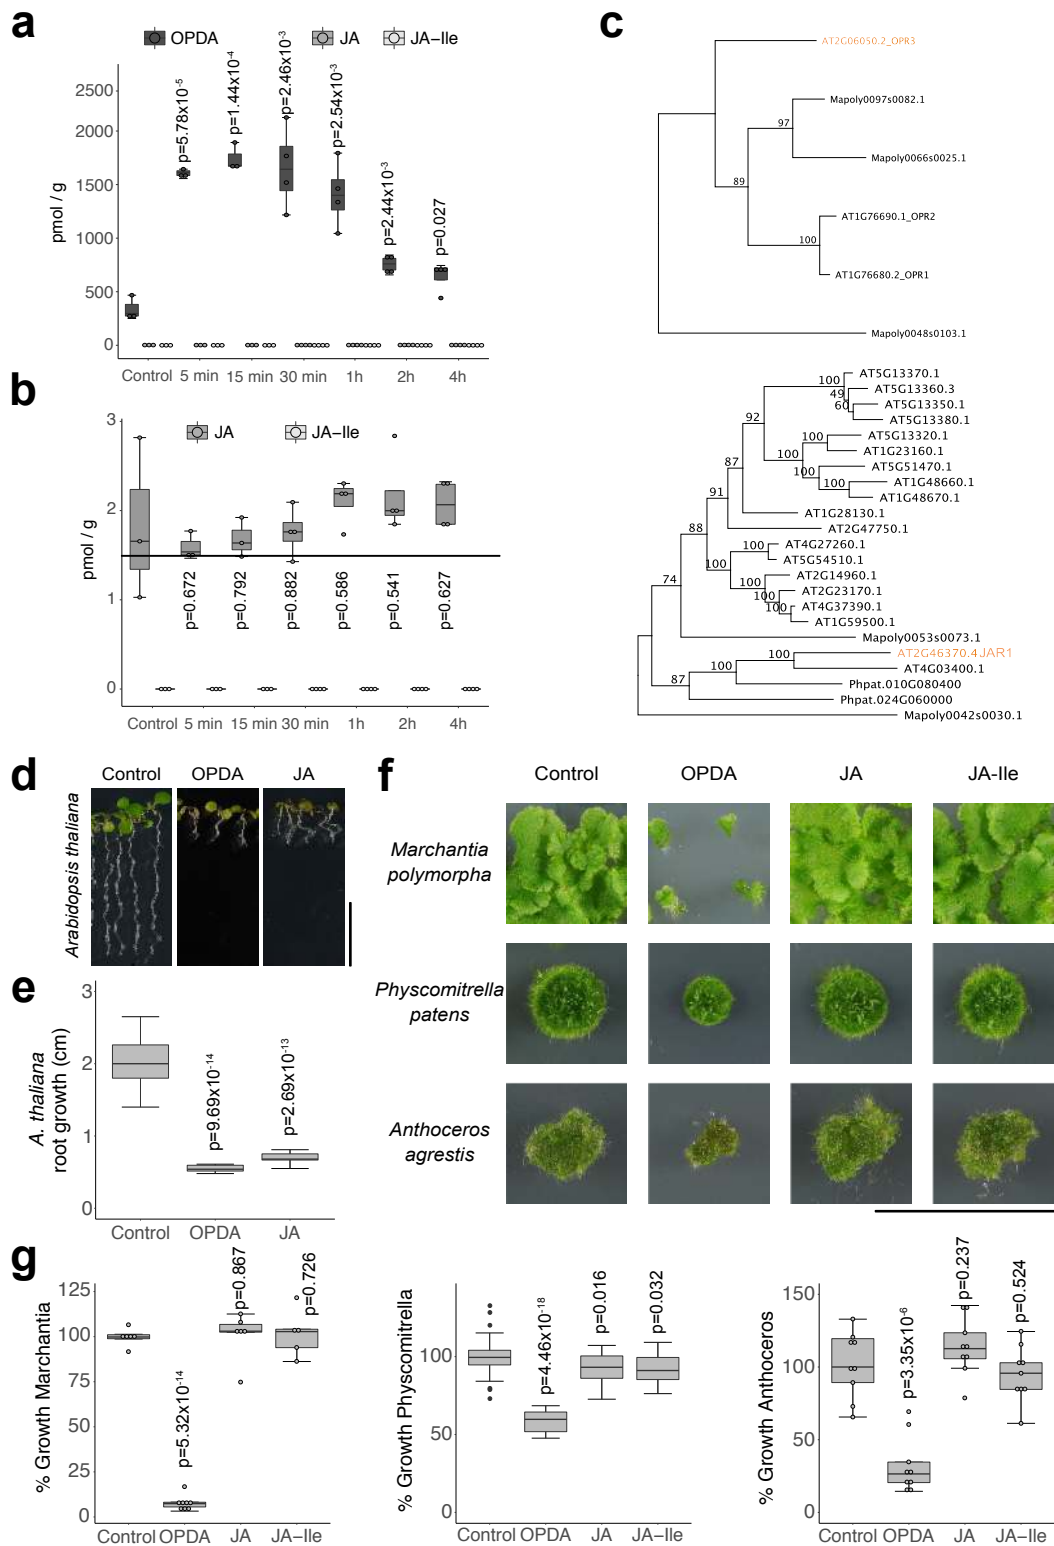 a
OPDA
JA
JA–Ile
pmol / g
2500
2000
1500
1000
500
0
p=5.78x10-5
p=1.44x10-4
p=2.46x10-3
p=2.54x10-3
p=2.44x10-3
p=0.027
Control
5 min
15 min
30 min
1h
2h
4h
b
JA
JA–Ile
pmol / g
3
2
1
0
p=0.672
p=0.792
p=0.882
p=0.586
p=0.541
p=0.627
Control
5 min
15 min
30 min
1h
2h
4h
c
AT2G06050.2_OPR3
Mapoly0097s0082.1
97
Mapoly0066s0025.1
89
AT1G76690.1_OPR2
100
AT1G76680.2_OPR1
Mapoly0048s0103.1
AT5G13370.1
100
AT5G13360.3
49
AT5G13350.1
60
AT5G13380.1
92
AT5G13320.1
100
AT1G23160.1
100
AT5G51470.1
87
100
AT1G48660.1
100
AT1G48670.1
91
AT1G28130.1
AT2G47750.1
88
AT4G27260.1
AT5G54510.1
100
100
AT2G14960.1
74
AT2G23170.1
100
AT4G37390.1
100
AT1G59500.1
Mapoly0053s0073.1
AT2G46370.4 JAR1
100
AT4G03400.1
100
Phpat.010G080400
87
Phpat.024G060000
Mapoly0042s0030.1
d
Control
OPDA
JA
Arabidopsis thaliana
e
A. thaliana
root growth (cm)
3
2
1
0
p=9.69x10-14
p=2.69x10-13
Control
OPDA
JA
f
Control
OPDA
JA
JA-Ile
Marchantia
polymorpha
Physcomitrella
patens
Anthoceros
agrestis
g
% Growth Marchantia
125
100
75
50
25
0
p=5.32x10-14
p=0.867
p=0.726
Control
OPDA
JA
JA–Ile
% Growth Physcomitrella
100
50
0
p=4.46x10-18
p=0.016
p=0.032
Control
OPDA
JA
JA–Ile
% Growth Anthoceros
150
100
50
0
p=3.35x10-6
p=0.237
p=0.524
Control
OPDA
JA
JA–Ile